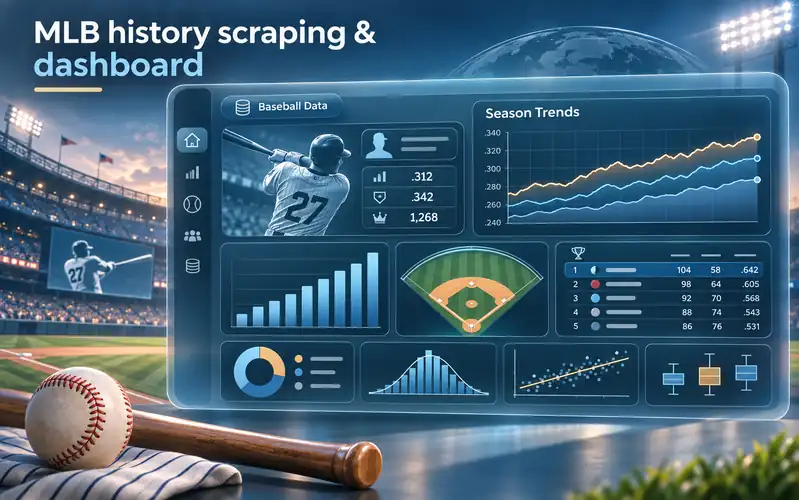 MLB history scraping &
dashboard
Baseball Data
27
.312
.342
1,268
Season Trends
.340
.320
.300
.280
.260
.240
27
1 104 58 .642
2 98 64 .605
3 92 70 .568
4 88 74 .543
5 86 76 .531